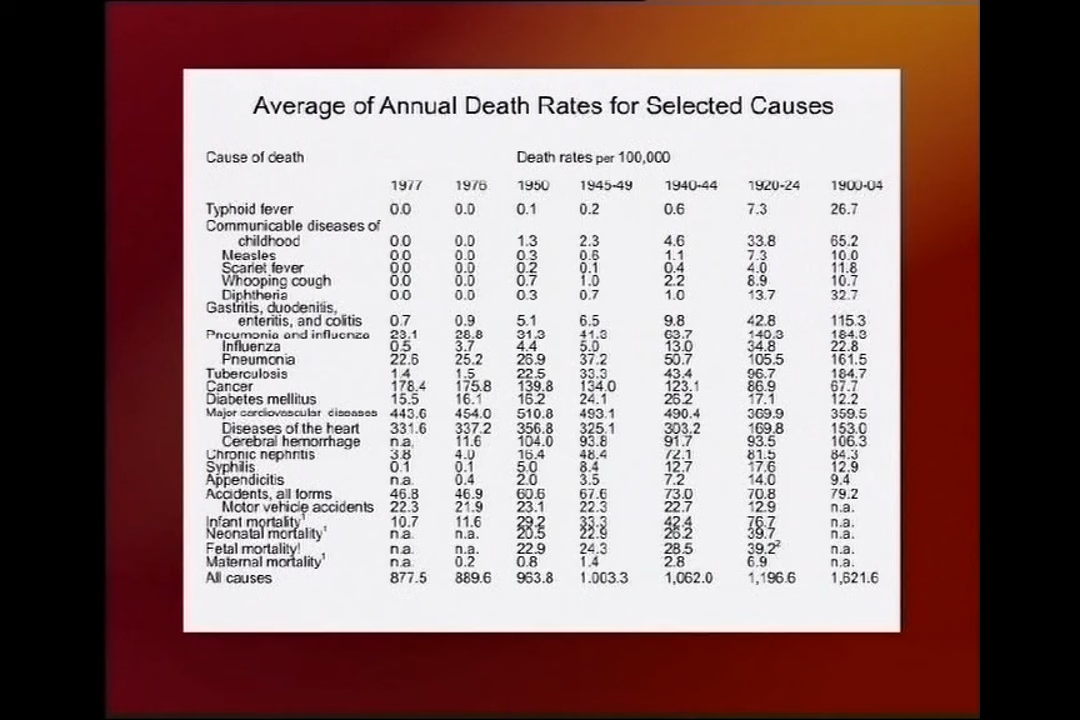 Average of Annual Death Rates for Selected Causes
Cause of death Death rates per 100,000
1977 1976 1950 1945-49 1940-44 1920-24 1900-04
Typhoid fever 0.0 0.0 0.1 0.2 0.6 7.3 26.7
Communicable diseases of
childhood 0.0 0.0 1.3 2.3 4.6 33.8 65.2
Measles 0.0 0.0 0.3 0.6 1.1 7.3 10.0
Scarlet fever 0.0 0.0 0.2 0.1 0.4 4.0 11.8
Whooping cough 0.0 0.0 0.7 1.0 2.2 8.9 10.7
Diphtheria 0.0 0.0 0.3 0.7 1.0 13.7 32.7
Gastritis, duodenitis,
enteritis, and colitis 0.7 0.9 5.1 6.5 9.8 42.8 115.3
Pneumonia and influenza 23.1 28.8 31.3 41.3 63.7 140.3 184.3
Influenza 0.5 3.7 4.4 5.0 13.0 34.8 22.8
Pneumonia 22.6 25.2 26.9 37.2 50.7 105.5 161.5
Tuberculosis 1.4 1.5 22.5 33.3 43.4 96.7 184.7
Cancer 178.4 175.8 139.8 134.0 123.1 86.9 67.7
Diabetes mellitus 15.5 16.1 16.2 24.1 26.2 17.1 12.2
Major cardiovascular diseases 443.6 454.0 510.8 493.1 490.4 369.9 359.5
Diseases of the heart 331.6 337.2 356.8 325.1 303.2 169.8 153.0
Cerebral hemorrhage n.a. 11.6 104.0 93.8 91.7 93.5 106.3
Chronic nephritis 3.8 4.0 16.4 48.4 72.1 81.5 84.3
Syphilis 0.1 0.1 5.0 8.4 12.7 17.6 12.9
Appendicitis n.a. 0.4 2.0 3.5 7.2 14.0 9.4
Accidents, all forms 46.8 46.9 60.6 67.6 73.0 70.8 79.2
Motor vehicle accidents 22.3 21.9 23.1 22.3 22.7 12.9 n.a.
Infant mortality¹ 10.7 11.6 29.2 33.3 42.4 76.7 n.a.
Neonatal mortality¹ n.a. n.a. 20.5 22.9 26.2 39.7 n.a.
Fetal mortality¹ n.a. n.a. 22.9 24.3 28.5 39.2² n.a.
Maternal mortality¹ n.a. 0.2 0.8 1.4 2.8 6.9 n.a.
All causes 877.5 889.6 963.8 1.003.3 1,062.0 1,196.6 1,621.6